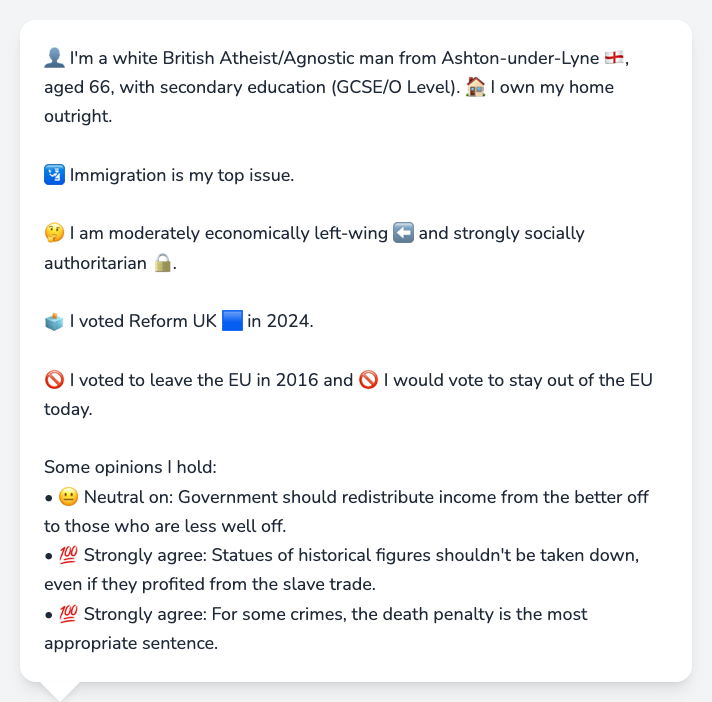 👤 I'm a white British Atheist/Agnostic man from Ashton-under-Lyne 🏴󠁧󠁢󠁥󠁮󠁧󠁿,
aged 66, with secondary education (GCSE/O Level). 🏠 I own my home
outright.
🛂 Immigration is my top issue.
🤔 I am moderately economically left-wing ⬅️ and strongly socially
authoritarian 🔒.
🗳️ I voted Reform UK 🟦 in 2024.
🚫 I voted to leave the EU in 2016 and 🚫 I would vote to stay out of the EU
today.
Some opinions I hold:
• 😐 Neutral on: Government should redistribute income from the better off
to those who are less well off.
• 💯 Strongly agree: Statues of historical figures shouldn't be taken down,
even if they profited from the slave trade.
• 💯 Strongly agree: For some crimes, the death penalty is the most
appropriate sentence.